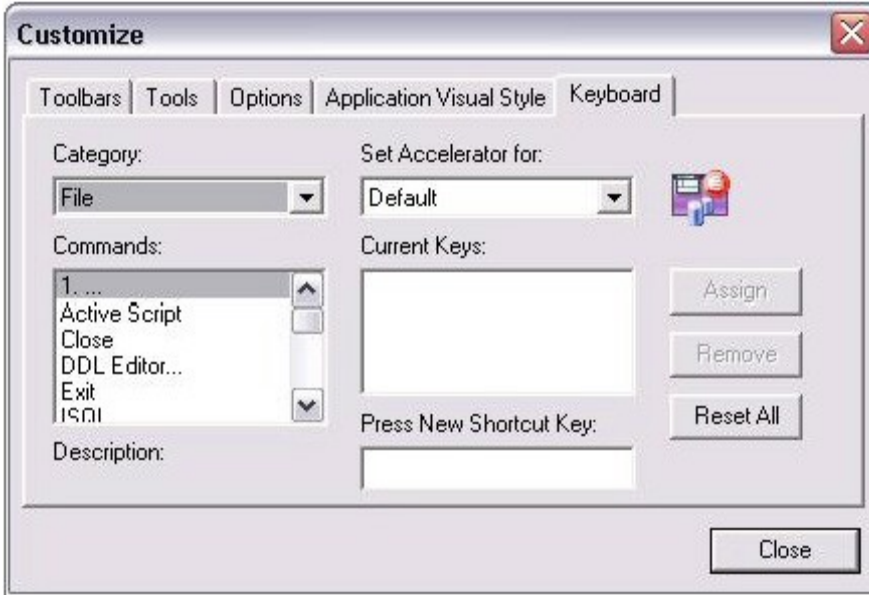 Customize
Toolbars Tools Options Application Visual Style Keyboard
Category: Set Accelerator for:
File Default
Commands: Current Keys:
1. ...
Active Script
Close
DDL Editor...
Exit
ISQL
Assign
Remove
Reset All
Press New Shortcut Key:
Description:
Close